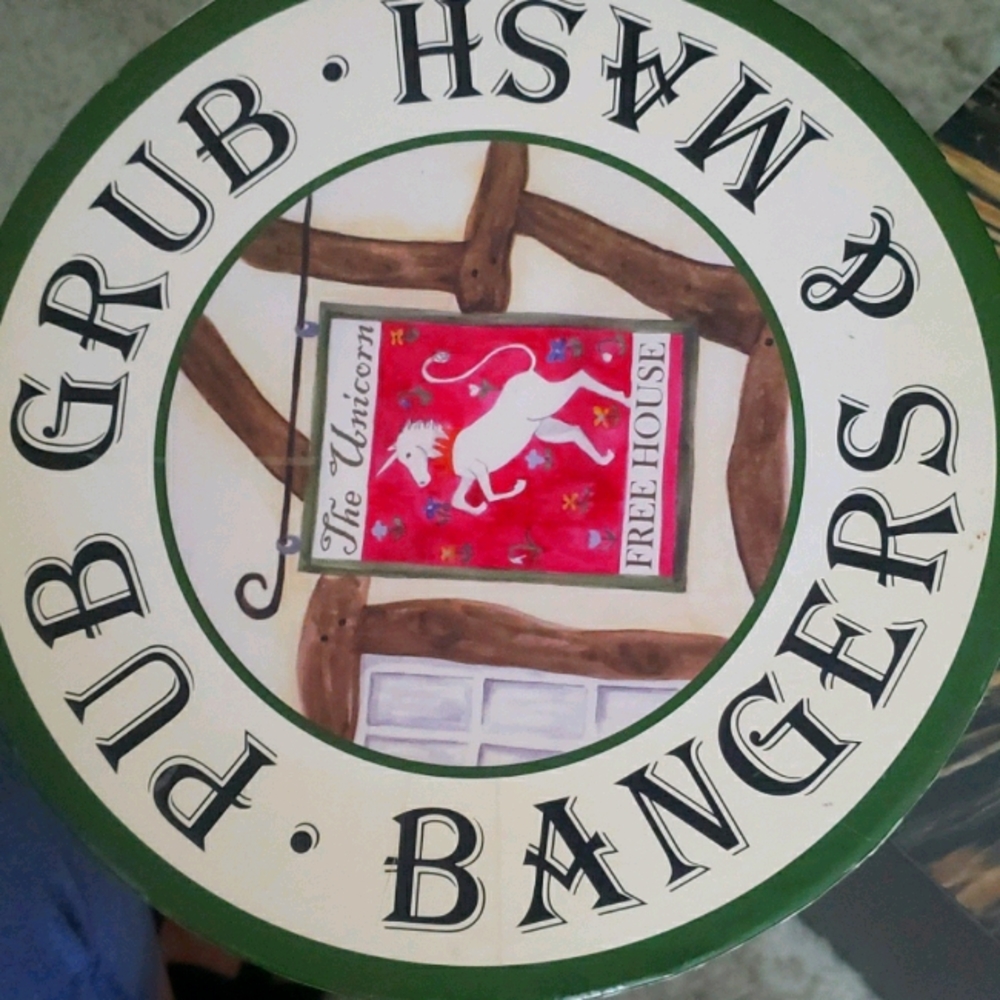 PUB GRUB
BANGERS & MASH
The Unicorn
FREE HOUSE